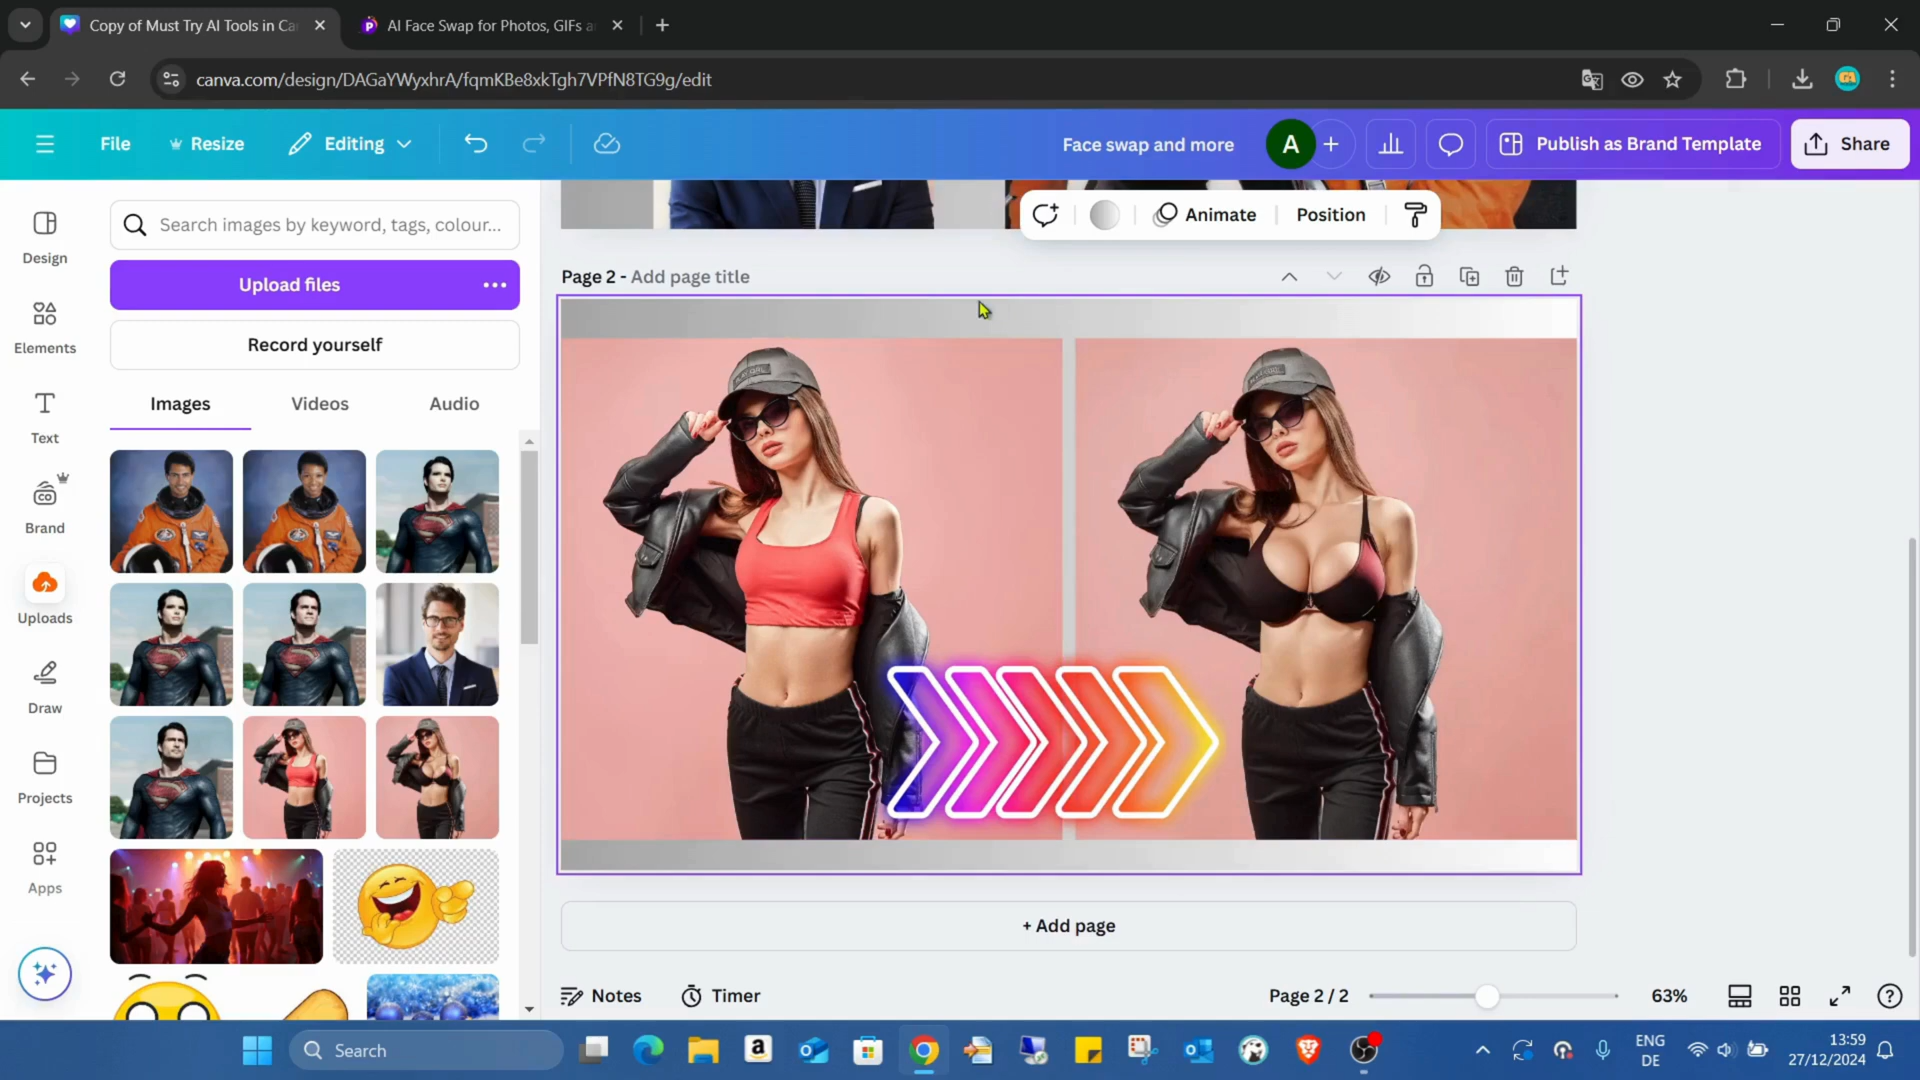 Copy of Must Try AI Tools in Ca
AI Face Swap for Photos, GIFs a
canva.com/design/DAGaYWyxhrA/fqmKBe8xkTgh7VPfN8TG9g/edit
File
Resize
Editing
Face swap and more
A
Publish as Brand Template
Share
Search images by keyword, tags, colour...
Upload files
Record yourself
Images
Videos
Audio
Design
Elements
Text
Brand
Uploads
Draw
Projects
Apps
Animate
Position
Page 2 - Add page title
+ Add page
Notes
Timer
Page 2 / 2
63%
Search
ENG
DE
13:59
27/12/2024